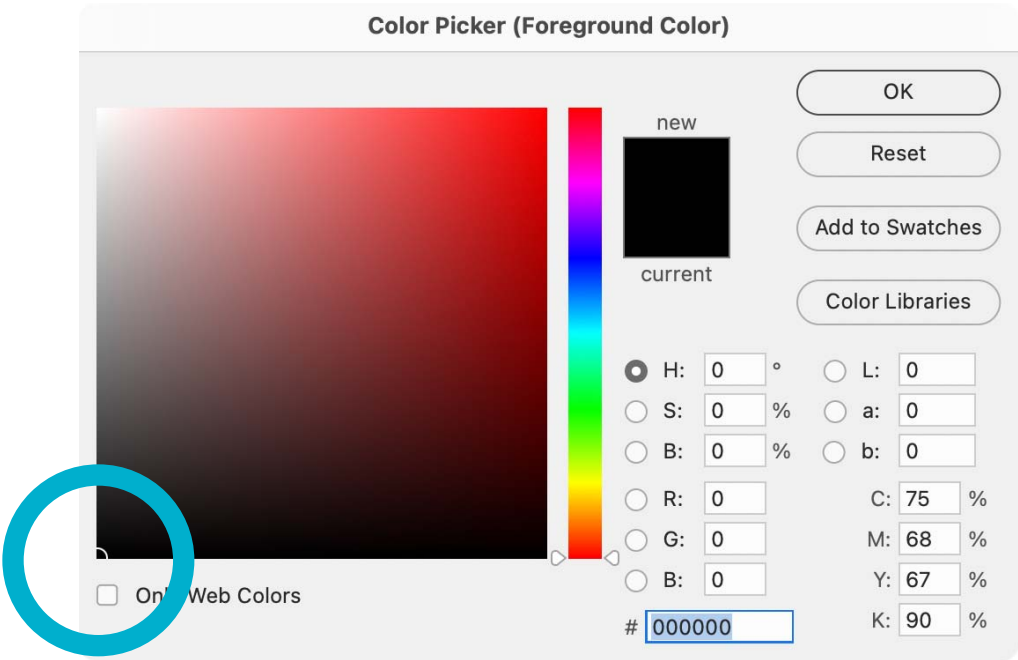 Color Picker (Foreground Color)
new
current
OK
Reset
Add to Swatches
Color Libraries
H: 0 °
S: 0 %
B: 0 %
R: 0
G: 0
B: 0
# 000000
L: 0
a: 0
b: 0
C: 75 %
M: 68 %
Y: 67 %
K: 90 %
Only Web Colors